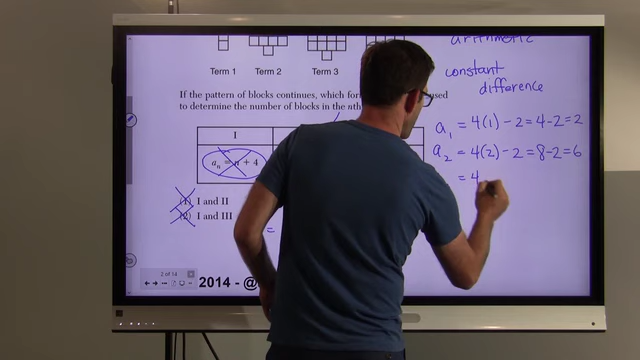 arithmetic
Term 1 Term 2 Term 3
constant
difference
If the pattern of blocks continues, which for used
to determine the number of blocks in the nth
I
aₙ = n + 4
(1) I and II
(2) I and III
=
a₁ = 4(1) - 2 = 4 - 2 = 2
a₂ = 4(2) - 2 = 8 - 2 = 6
= 4
2 of 14
2014 - @